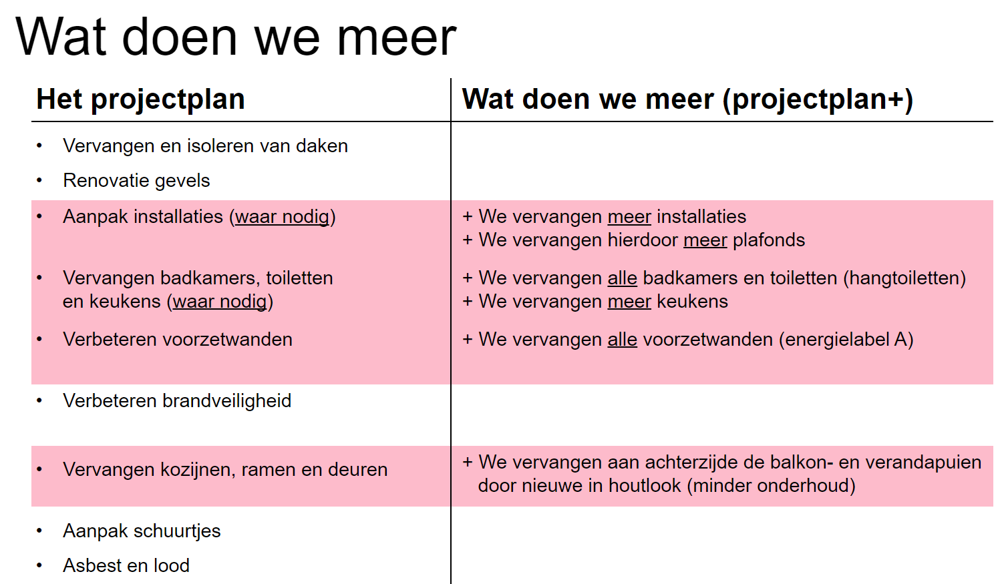 Wat doen we meer
Het projectplan
Wat doen we meer (projectplan+)
• Vervangen en isoleren van daken
• Renovatie gevels
• Aanpak installaties (waar nodig)
+ We vervangen meer installaties
+ We vervangen hierdoor meer plafonds
• Vervangen badkamers, toiletten
en keukens (waar nodig)
+ We vervangen alle badkamers en toiletten (hangtoiletten)
+ We vervangen meer keukens
• Verbeteren voorzetwanden
+ We vervangen alle voorzetwanden (energielabel A)
• Verbeteren brandveiligheid
• Vervangen kozijnen, ramen en deuren
+ We vervangen aan achterzijde de balkon- en verandapuien
door nieuwe in houtlook (minder onderhoud)
• Aanpak schuurtjes
• Asbest en lood